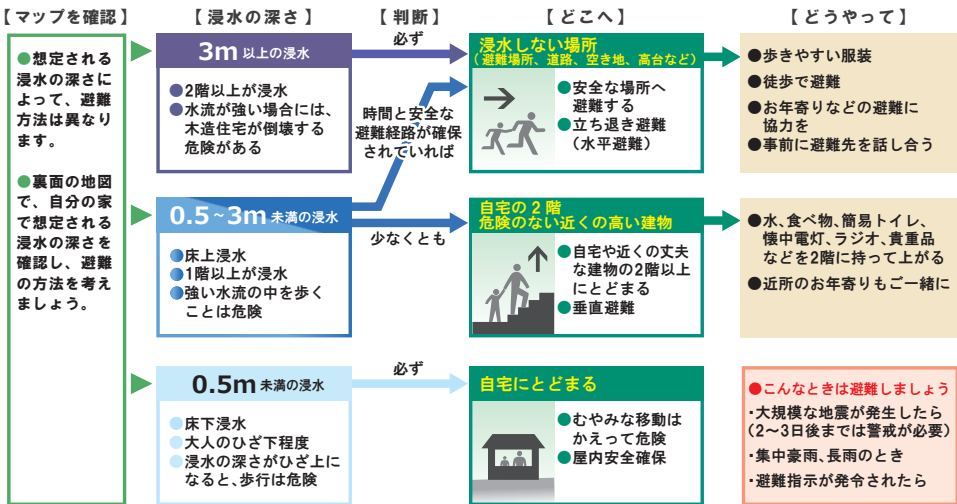 【マップを確認】
【浸水の深さ】
【判断】
【どこへ】
【どうやって】
●想定される
浸水の深さに
よって、避難
方法は異なり
ます。
●裏面の地図
で、自分の家
で想定される
浸水の深さを
確認し、避難
の方法を考え
ましょう。
3m以上の浸水
●2階以上が浸水
●水流が強い場合には、
木造住宅が倒壊する
危険がある
必ず
時間と安全な
避難経路が確保
されていれば
浸水しない場所
(避難場所、道路、空き地、高台など)
●安全な場所へ
避難する
●立ち退き避難
(水平避難)
●歩きやすい服装
●徒歩で避難
●お年寄りなどの避難に
協力を
●事前に避難先を話し合う
0.5~3m未満の浸水
●床上浸水
●1階以上が浸水
●強い水流の中を歩く
ことは危険
少なくとも
自宅の2階
危険のない近くの高い建物
●自宅や近くの丈夫
な建物の2階以上
にとどまる
●垂直避難
●水、食べ物、簡易トイレ、
懐中電灯、ラジオ、貴重品
などを2階に持って上がる
●近所のお年寄りもご一緒に
0.5m未満の浸水
●床下浸水
●大人のひざ下程度
●浸水の深さがひざ上に
なると、歩行は危険
必ず
自宅にとどまる
●むやみな移動は
かえって危険
●屋内安全確保
●こんなときは避難しましょう
・大規模な地震が発生したら
(2〜3日後までは警戒が必要)
・集中豪雨、長雨のとき
・避難指示が発令されたら